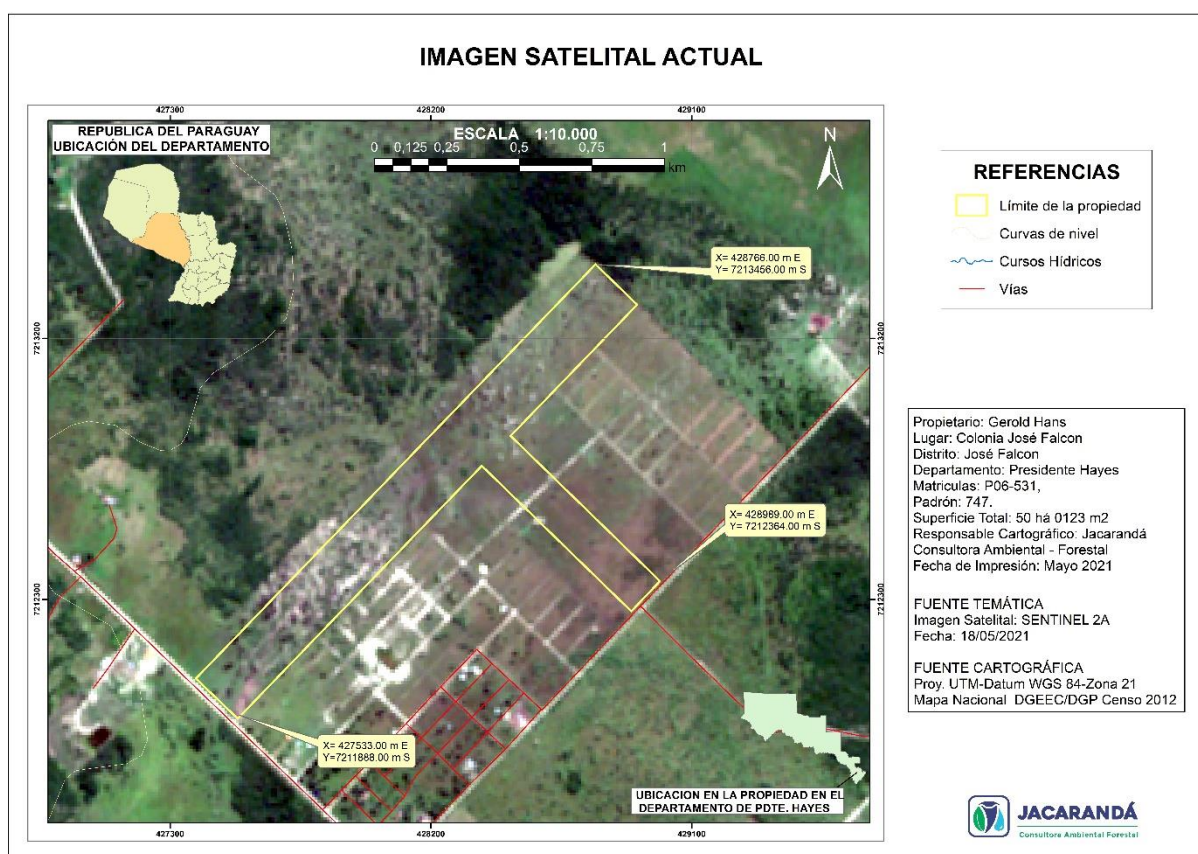 IMAGEN SATELITAL ACTUAL
427300
428200
429100
REPUBLICA DEL PARAGUAY
UBICACIÓN DEL DEPARTAMENTO
ESCALA 1:10.000
0 0,125 0,25 0,5 0,75 1
km
N
7213200
7213200
7212300
7212300
X= 428766.00 m E
Y= 7213456.00 m S
X= 428989.00 m E
Y= 7212364.00 m S
X= 427533.00 m E
Y=7211888.00 m S
UBICACION EN LA PROPIEDAD EN EL
DEPARTAMENTO DE PDTE. HAYES
427300
428200
429100
REFERENCIAS
Límite de la propiedad
Curvas de nivel
Cursos Hídricos
Vías
Propietario: Gerold Hans
Lugar: Colonia José Falcon
Distrito: José Falcon
Departamento: Presidente Hayes
Matriculas: P06-531,
Padrón: 747.
Superficie Total: 50 há 0123 m2
Responsable Cartográfico: Jacarandá
Consultora Ambiental - Forestal
Fecha de Impresión: Mayo 2021
FUENTE TEMÁTICA
Imagen Satelital: SENTINEL 2A
Fecha: 18/05/2021
FUENTE CARTOGRÁFICA
Proy. UTM-Datum WGS 84-Zona 21
Mapa Nacional DGEEC/DGP Censo 2012
JACARANDÁ
Consultora Ambiental Forestal